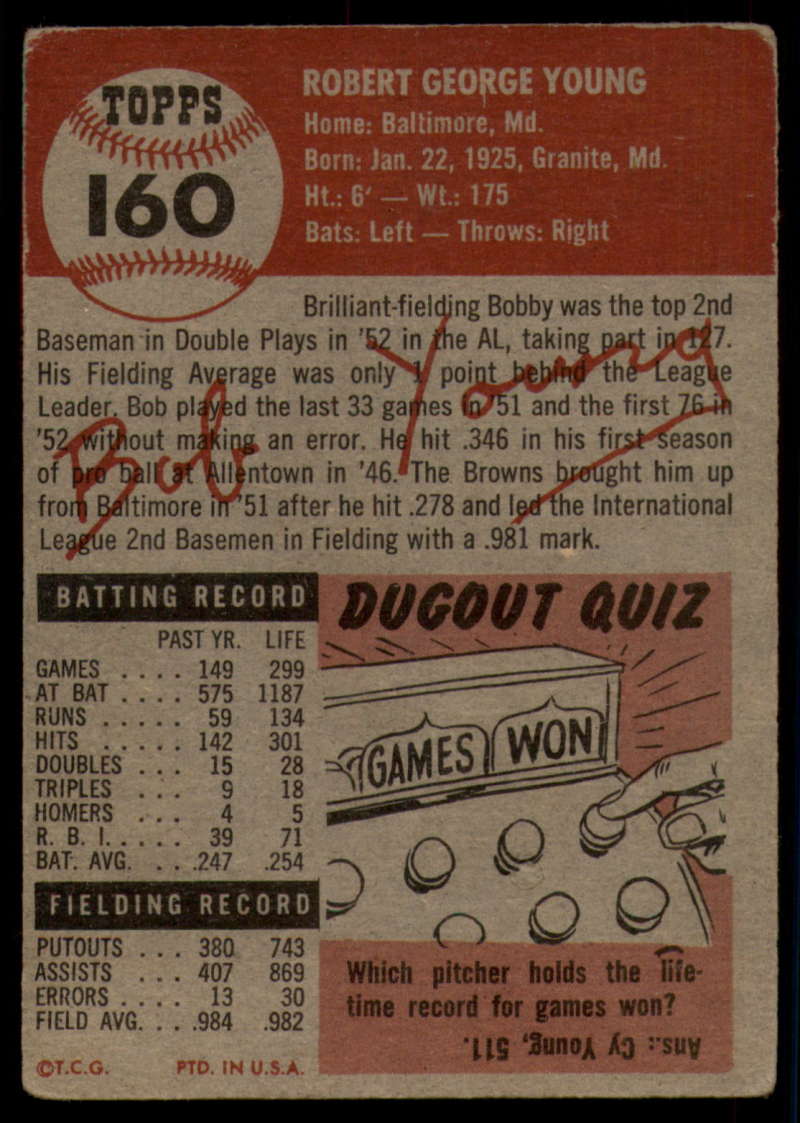 TOPPS
160
ROBERT GEORGE YOUNG
Home: Baltimore, Md.
Born: Jan. 22, 1925, Granite, Md.
Ht.: 6' — Wt.: 175
Bats: Left — Throws: Right
Brilliant-fielding Bobby was the top 2nd
Baseman in Double Plays in '52 in the AL, taking part in 127.
His Fielding Average was only 1 point behind the League
Leader. Bob played the last 33 games in '51 and the first 76 in
'52 without making an error. He hit .346 in his first season
of pro ball at Allentown in '46. The Browns brought him up
from Baltimore in '51 after he hit .278 and led the International
League 2nd Basemen in Fielding with a .981 mark.
Bob Young
BATTING RECORD
PAST YR. LIFE
GAMES . . . . 149 299
AT BAT . . . . 575 1187
RUNS . . . . . 59 134
HITS . . . . . 142 301
DOUBLES . . . 15 28
TRIPLES . . . 9 18
HOMERS . . . 4 5
R. B. I. . . . . 39 71
BAT. AVG. . . .247 .254
FIELDING RECORD
PUTOUTS . . . 380 743
ASSISTS . . . 407 869
ERRORS . . . . 13 30
FIELD AVG. . . .984 .982
©T.C.G. PTD. IN U.S.A.
DUGOUT QUIZ
GAMES WON
Which pitcher holds the life-
time record for games won?
Ans.: Cy Young, 511.